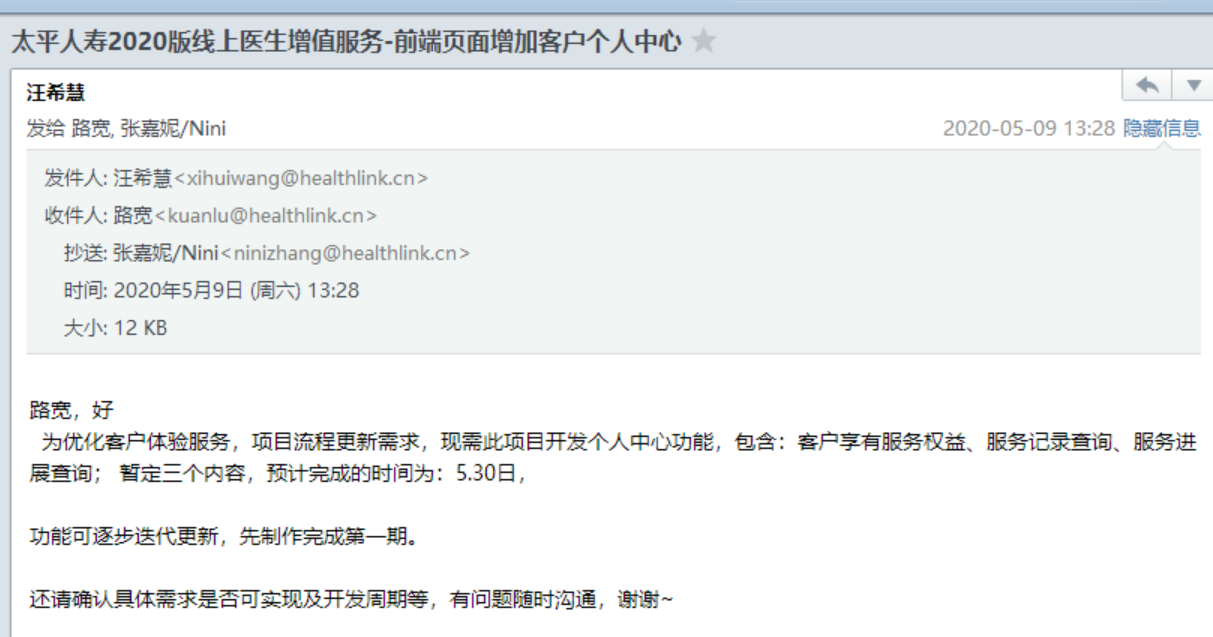 太平人寿2020版线上医生增值服务-前端页面增加客户个人中心
汪希慧
发给 路宽, 张嘉妮/Nini
2020-05-09 13:28 隐藏信息
发件人: 汪希慧<xihuiwang@healthlink.cn>
收件人: 路宽<kuanlu@healthlink.cn>
抄送: 张嘉妮/Nini<ninizhang@healthlink.cn>
时间: 2020年5月9日 (周六) 13:28
大小: 12 KB
路宽，好
为优化客户体验服务，项目流程更新需求，现需此项目开发个人中心功能，包含：客户享有服务权益、服务记录查询、服务进
展查询； 暂定三个内容，预计完成的时间为：5.30日，
功能可逐步迭代更新，先制作完成第一期。
还请确认具体需求是否可实现及开发周期等，有问题随时沟通，谢谢~